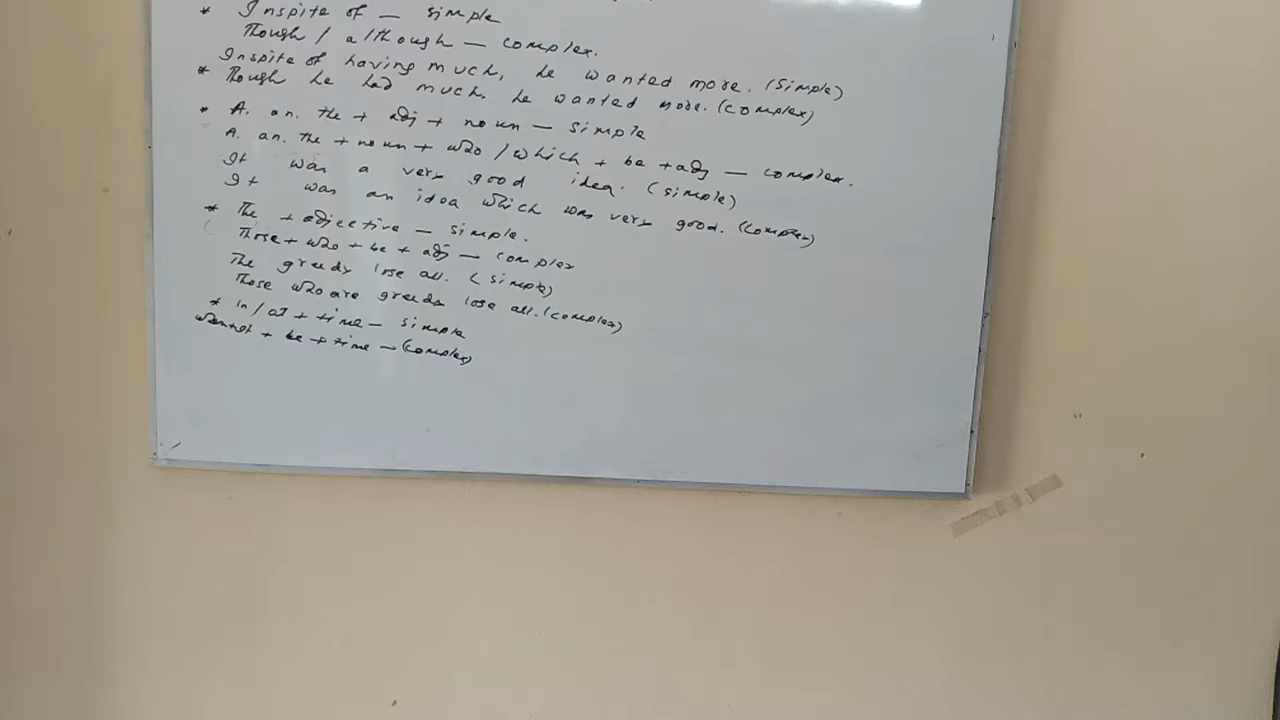 * Inspite of — simple
Though / although — complex.
Inspite of having much, he wanted more. (simple)
* Though he had much. he wanted more. (complex)
* A. an. the + adj + noun — simple
A. an. the + noun + who / which + be + adj — complex.
It was a very good idea. (simple)
It was an idea which was very good. (complex)
* The + adjective — simple.
Those + who + be + adj — complex
The greedy lose all. (simple)
Those who are greedy lose all. (complex)
* in / at + time — simple
+ be + time — (complex)